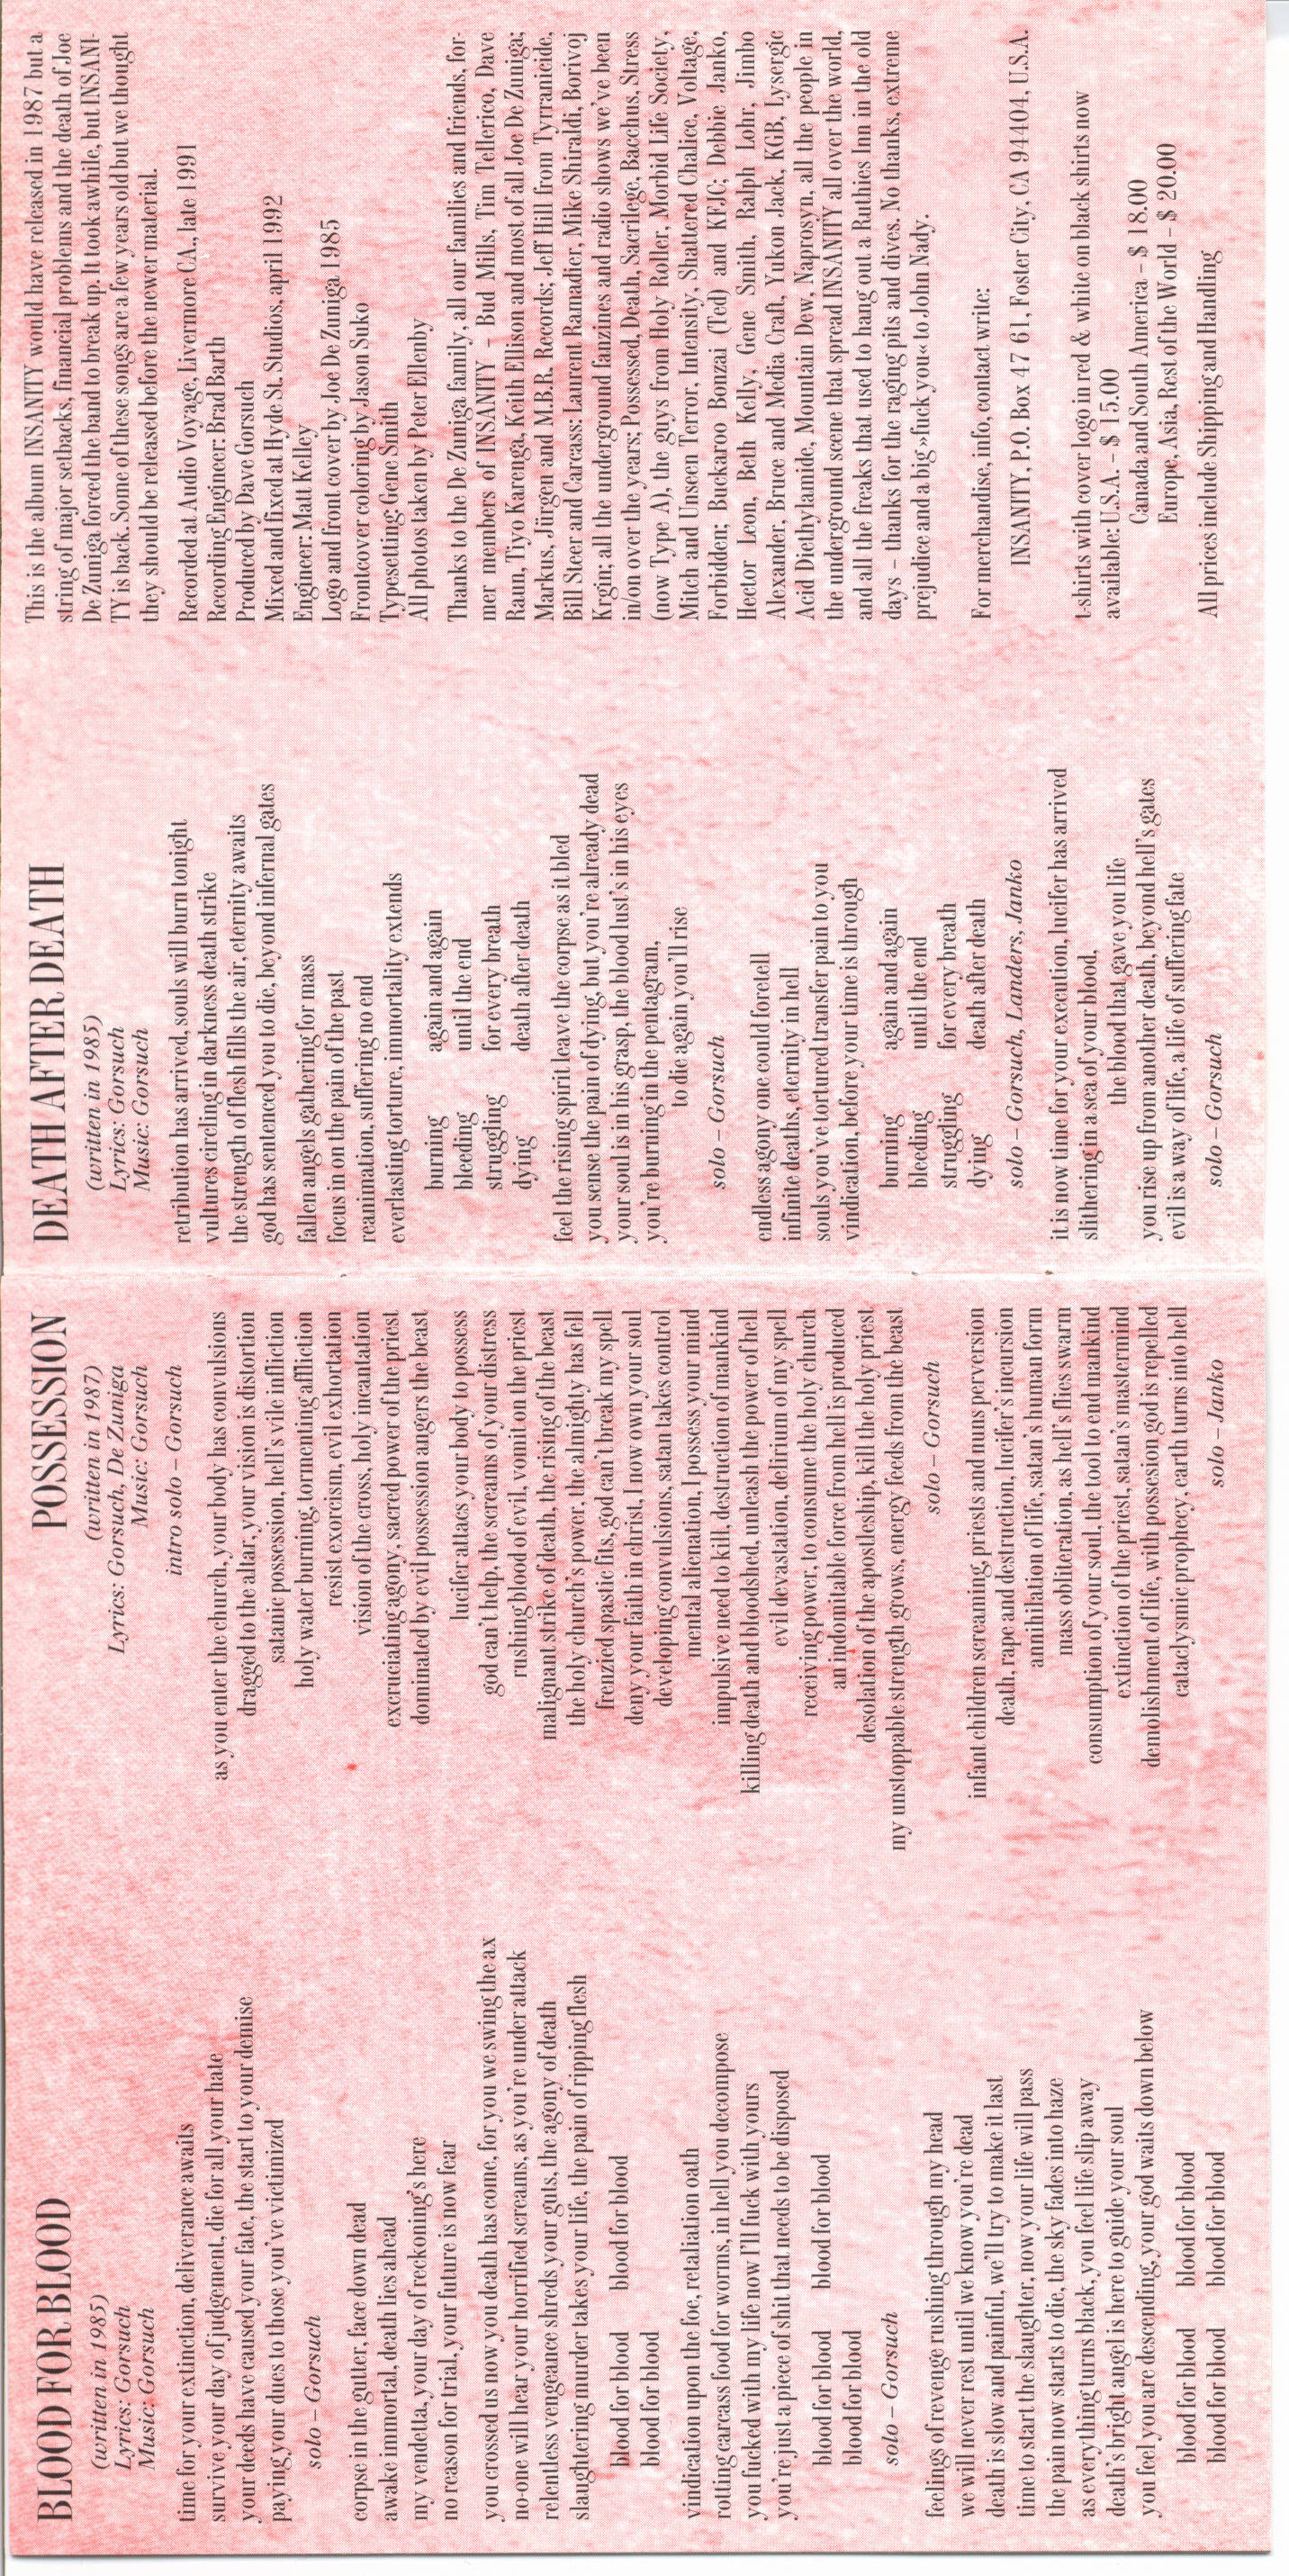 BLOOD FOR BLOOD
(written in 1985)
Lyrics: Gorsuch
Music: Gorsuch
time for your extinction, deliverance awaits
survive your day of judgement, die for all your hate
your deeds have caused your fate, the start to your demise
paying your dues to those you've victimized
solo – Gorsuch
corpse in the gutter, face down dead
awake immortal, death lies ahead
my vendetta, your day of reckoning's here
no reason for trial, your future is now fear
you crossed us now you death has come, for you we swing the ax
no-one will hear your horrified screams, as you're under attack
relentless vengeance shreds your guts, the agony of death
slaughtering murder takes your life, the pain of ripping flesh
blood for blood blood for blood
blood for blood
vindication upon the foe, retaliation oath
rotting carcass food for worms, in hell you decompose
you fucked with my life now I'll fuck with yours
you're just a piece of shit that needs to be disposed
blood for blood blood for blood
blood for blood
solo – Gorsuch
feelings of revenge rushing through my head
we will never rest until we know you're dead
death is slow and painful, we'll try to make it last
time to start the slaughter, now your life will pass
the pain now starts to die, the sky fades into haze
as everything turns black, you feel life slip away
death's bright angel is here to guide your soul
you feel you are descending, your god waits down below
blood for blood blood for blood
blood for blood blood for blood
POSSESSION
(written in 1987)
Lyrics: Gorsuch, De Zuniga
Music: Gorsuch
intro solo – Gorsuch
as you enter the church, your body has convulsions
dragged to the altar, your vision is distortion
satanic possession, hell's vile infliction
holy water burning, tormenting affliction
resist exorcism, evil exhortation
vision of the cross, holy incantation
excruciating agony, sacred power of the priest
dominated by evil possession angers the beast
lucifer attacs your body to possess
god can't help, the screams of your distress
rushing blood of evil, vomit on the priest
malignant strike of death, the rising of the beast
the holy church's power, the almighty has fell
frenzied spastic fits, god can't break my spell
deny your faith in christ, I now own your soul
developing convulsions, satan takes control
mental alienation, I possess your mind
impulsive need to kill, destruction of mankind
killing death and bloodshed, unleash the power of hell
evil devastation, delirium of my spell
receiving power, to consume the holy church
an indomitable force from hell is produced
desolation of the apostleship, kill the holy priest
my unstoppable strength grows, energy feeds from the beast
solo – Gorsuch
infant children screaming, priests and nuns perversion
death, rape and destruction, lucifer's incursion
annihilation of life, satan's human form
mass obliteration, as hell's flies swarm
consumption of your soul, the tool to end mankind
extinction of the priest, satan's mastermind
demolishment of life, with possesion god is repelled
cataclysmic prophecy, earth turns into hell
solo – Janko
DEATH AFTER DEATH
(written in 1985)
Lyrics: Gorsuch
Music: Gorsuch
retribution has arrived, souls will burn tonight
vultures circling in darkness death strike
the strength of flesh fills the air, eternity awaits
god has sentenced you to die, beyond infernal gates
fallen angels gathering for mass
focus in on the pain of the past
reanimation, suffering no end
everlasting torture, immortality extends
burning again and again
bleeding until the end
struggling for every breath
dying death after death
feel the rising spirit leave the corpse as it bled
you sense the pain of dying, but you're already dead
your soul is in his grasp, the blood lust's in his eyes
you're burning in the pentagram,
to die again you'll rise
solo – Gorsuch
endless agony one could foretell
infinite deaths, eternity in hell
souls you've tortured transfer pain to you
vindication, before your time is through
burning again and again
bleeding until the end
struggling for every breath
dying death after death
solo – Gorsuch, Landers, Janko
it is now time for your execution, lucifer has arrived
slithering in a sea of your blood,
the blood that gave you life
you rise up from another death, beyond hell's gates
evil is a way of life, a life of suffering fate
solo – Gorsuch
This is the album INSANITY would have released in 1987 but a
string of major setbacks, financial problems and the death of Joe
De Zuniga forced the band to break up. It took awhile, but INSANI-
TY is back. Some of these songs are a few years old but we thought
they should be released before the newer material.
Recorded at Audio Voyage, Livermore CA., late 1991
Recording Engineer: Brad Barth
Produced by Dave Gorsuch
Mixed and fixed at Hyde St. Studios, april 1992
Engineer: Matt Kelley
Logo and front cover by Joe De Zuniga 1985
Frontcover coloring by Jason Suko
Typesetting: Gene Smith
All photos taken by Peter Ellenby
Thanks to the De Zuniga family, all our families and friends, for-
mer members of INSANITY – Bud Mills, Tim Tellerico, Dave
Rann, Tiyo Karenga, Keith Ellison and most of all Joe De Zuniga;
Markus, Jürgen and M.B.R. Records; Jeff Hill from Tyrranicide,
Bill Steer and Carcass; Laurent Ramadier, Mike Shiraldi, Borivoj
Krgin; all the underground fanzines and radio shows we've been
in/on over the years; Possessed, Death, Sacrilege, Bacchus, Stress
(now Type A), the guys from Holy Roller, Morbid Life Society,
Mitch and Unseen Terror, Intensity, Shattered Chalice, Voltage,
Forbidden; Buckaroo Bonzai (Ted) and KFJC; Debbie Janko,
Hector Leon, Beth Kelly, Gene Smith, Ralph Lohr, Jimbo
Alexander, Bruce and Media Craft, Yukon Jack, KGB, Lysergic
Acid Diethylamide, Mountain Dew, Naprosyn, all the people in
the underground scene that spread INSANITY all over the world,
and all the freaks that used to hang out a Ruthies Inn in the old
days – thanks for the raging pits and dives. No thanks, extreme
prejudice and a big »fuck you« to John Nady.
For merchandise, info, contact write:
INSANITY, P.O. Box 47 61, Foster City, CA 94404, U.S.A.
t-shirts with cover logo in red & white on black shirts now
available: U.S.A. – $ 15.00
Canada and South America – $ 18.00
Europe, Asia, Rest of the World – $ 20.00
All prices include Shipping and Handling